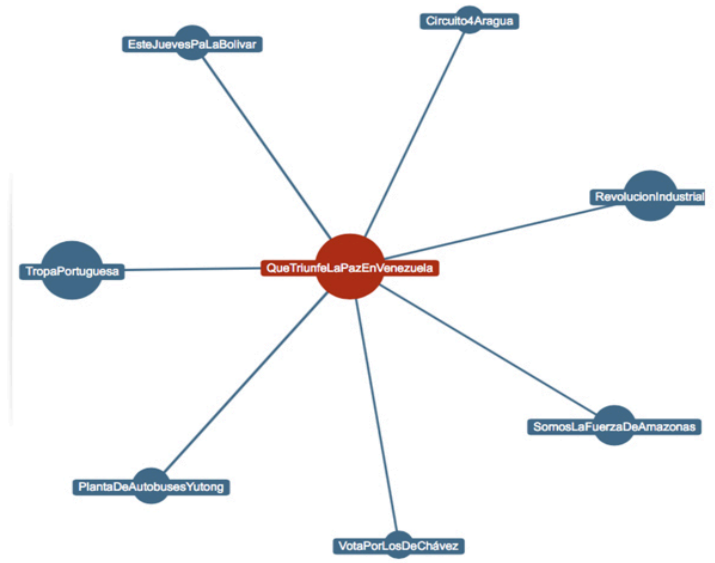 Circuito4Aragua
EsteJuevesPaLaBolivar
RevolucionIndustrial
QueTriunfeLaPazEnVenezuela
TropaPortuguesa
SomosLaFuerzaDeAmazonas
PlantaDeAutobusesYutong
VotaPorLosDeChávez